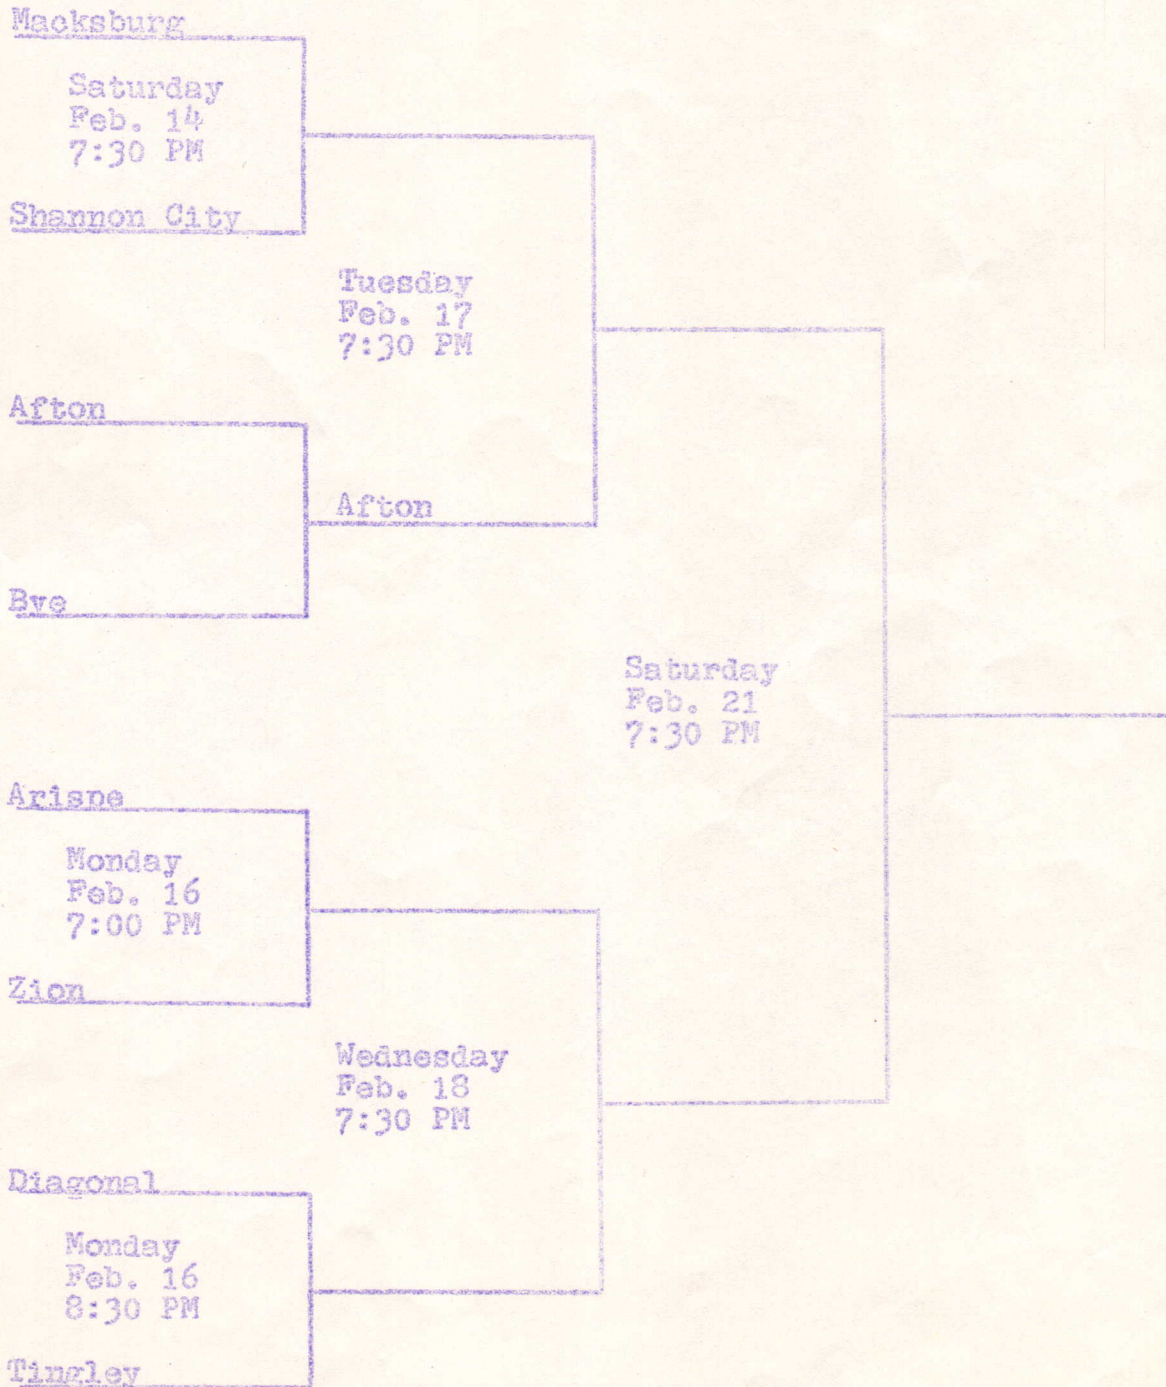 Macksburg
Saturday
Feb. 14
7:30 PM
Shannon City
Tuesday
Feb. 17
7:30 PM
Afton
Afton
Bye
Saturday
Feb. 21
7:30 PM
Arispe
Monday
Feb. 16
7:00 PM
Zion
Wednesday
Feb. 18
7:30 PM
Diagonal
Monday
Feb. 16
8:30 PM
Tingley